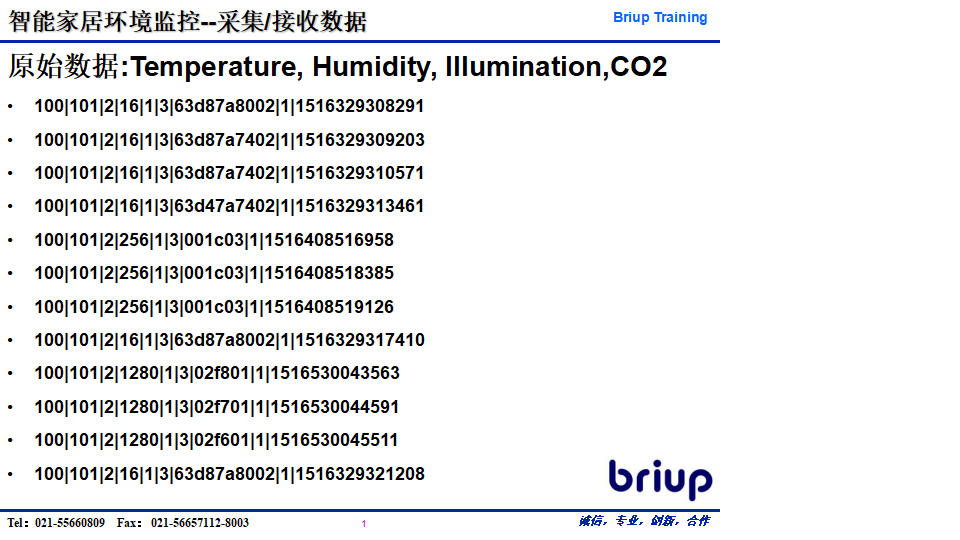 智能家居环境监控--采集/接收数据
Briup Training
原始数据:Temperature, Humidity, Illumination,CO2
• 100|101|2|16|1|3|63d87a8002|1|1516329308291
• 100|101|2|16|1|3|63d87a7402|1|1516329309203
• 100|101|2|16|1|3|63d87a7402|1|1516329310571
• 100|101|2|16|1|3|63d47a7402|1|1516329313461
• 100|101|2|256|1|3|001c03|1|1516408516958
• 100|101|2|256|1|3|001c03|1|1516408518385
• 100|101|2|256|1|3|001c03|1|1516408519126
• 100|101|2|16|1|3|63d87a8002|1|1516329317410
• 100|101|2|1280|1|3|02f801|1|1516530043563
• 100|101|2|1280|1|3|02f701|1|1516530044591
• 100|101|2|1280|1|3|02f601|1|1516530045511
• 100|101|2|16|1|3|63d87a8002|1|1516329321208
briup
Tel：021-55660809 Fax： 021-56657112-8003
1
诚信，专业，创新，合作